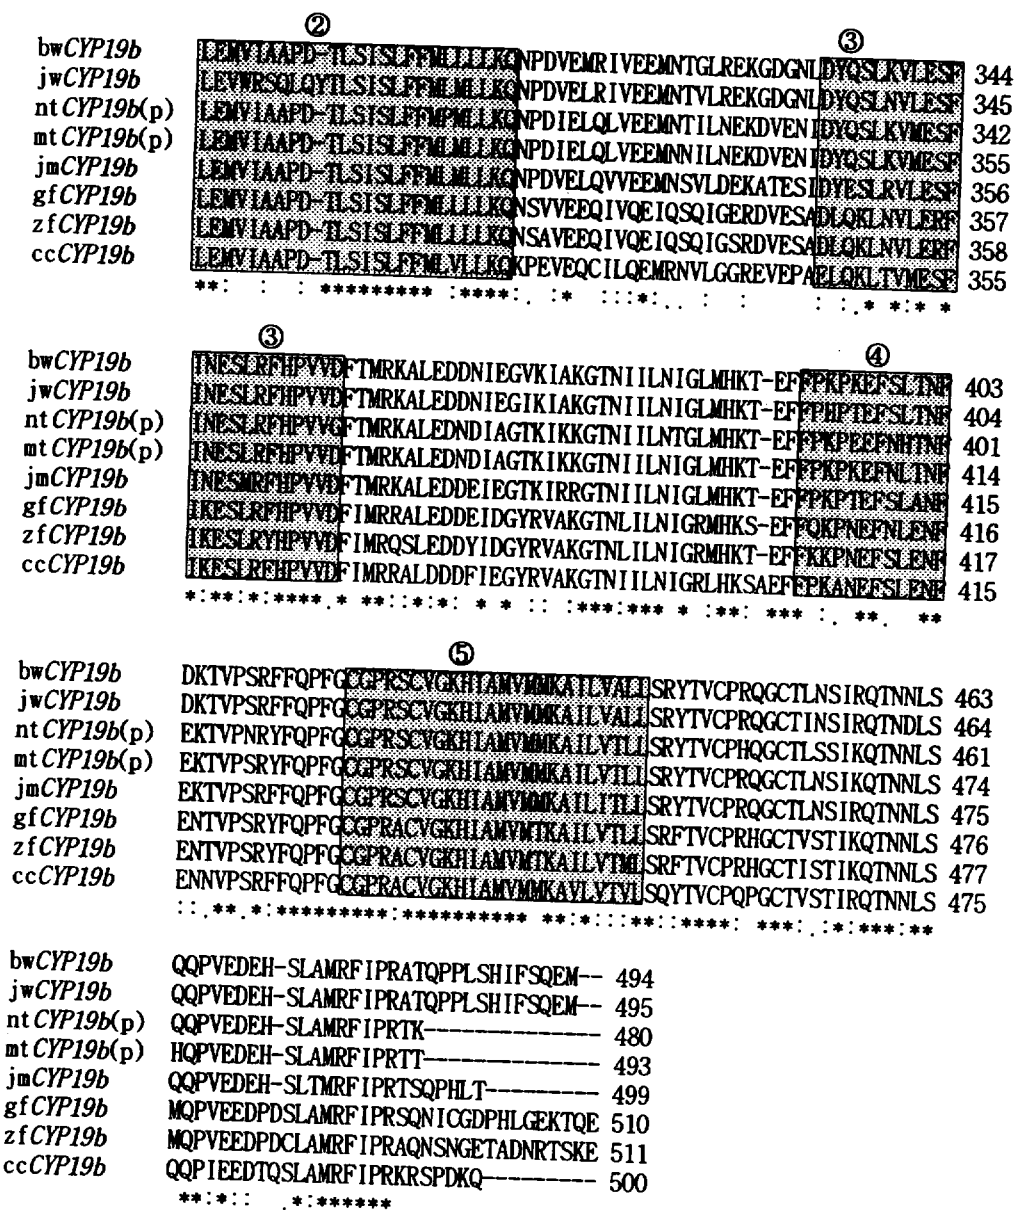 ② ③
bwCYP19b LEMVIAAPD-TLSISLFFMLLLLKQNPDVEMRIVEEMNTGLREKGDGNLDYQSLKVLESF 344
jwCYP19b LEVWRSQLQYTLSISLFFMLMLLKQNPDVELRIVEEMNTVLREKGDGNLDYQSLNVLESF 345
ntCYP19b(p) LEMVIAAPD-TLSISLFFMPMLLKQNPDIELQLVEEMNTILNEKDVENIDYQSLKVMESF 342
mtCYP19b(p) LEMVIAAPD-TLSISLFFMLMLLKQNPDIELQLVEEMNNILNEKDVENIDYQSLKVMESF 355
jmCYP19b LEMVIAAPD-TLSISLFFMLMLLKQNPDVELQVVEEMNSVLDEKATESIDYESLRVLESF 356
gfCYP19b LEMVIAAPD-TLSISLFFMLLLLKQNSVVEEQIVQEIQSQIGERDVESADLQKLNVLERF 357
zfCYP19b LEMVIAAPD-TLSISLFFMLLLLKQNSAVEEQIVQEIQSQIGSRDVESADLQKLNVLERF 358
ccCYP19b LEMVIAAPD-TLSISLFFMLVLLKQKPEVEQCILQEMRNVLGGREVEPAELQKLTVMESF 355
**: : : ********* :****:. :* :::*:.. : : : :.* *:* *
③ ④
bwCYP19b INESLRFHPVVDFTMRKALEDDNIEGVKIAKGTNIILNIGLMHKT-EFFPKPKEFSLTNF 403
jwCYP19b INESLRFHPVVDFTMRKALEDDNIEGIKIAKGTNIILNIGLMHKT-EFFPHPTEFSLTNF 404
ntCYP19b(p) INESLRFHPVVGFTMRKALENDNIAGTKIKKGTNIILNTGLMHKT-EFFPKPEEFNHTNF 401
mtCYP19b(p) INESLRFHPVVDFTMRKALEDNDIAGTKIKKGTNIILNIGLMHKT-EFFPKPKEFNLTNF 414
jmCYP19b INESMRFHPVVDFTMRKALEDDEIEGTKIRRGTNIILNIGLMHKT-EFFPKPTEFSLANF 415
gfCYP19b IKESLRFHPVVDFIMRRALEDDEIDGYRVAKGTNLILNIGRMHKS-EFFQKPNEFNLENF 416
zfCYP19b IKESLRYHPVVDFIMRQSLEDDYIDGYRVAKGTNLILNIGRMHKT-EFFKKPNEFSLENF 417
ccCYP19b IKESLRFHPVVDFIMRRALDDDFIEGYRVAKGTNIILNIGRLHKSAEFFPKANEFSLENF 415
*:**:*:****.* **::*:*: * * :: :***:*** * :**: *** :. **. **
⑤
bwCYP19b DKTVPSRFFQPFGCGPRSCVGKHIAMVMMKAILVALLSRYTVCPRQGCTLNSIRQTNNLS 463
jwCYP19b DKTVPSRFFQPFGCGPRSCVGKHIAMVMMKAILVALLSRYTVCPRQGCTINSIRQTNDLS 464
ntCYP19b(p) EKTVPNRYFQPFGCGPRSCVGKHIAMVMMKAILVTLLSRYTVCPHQGCTLSSIKQTNNLS 461
mtCYP19b(p) EKTVPSRYFQPFGCGPRSCVGKHIAMVMMKAILVTLLSRYTVCPRQGCTLNSIKQTNNLS 474
jmCYP19b EKTVPSRFFQPFGCGPRSCVGKHIAMVMMKAILITLLSRYTVCPRQGCTLNSIRQTNNLS 475
gfCYP19b ENTVPSRYFQPFGCGPRACVGKHIAMVMTKAILVTLLSRFTVCPRHGCTVSTIKQTNNLS 476
zfCYP19b ENTVPSRYFQPFGCGPRACVGKHIAMVMTKAILVTMLSRFTVCPRHGCTISTIKQTNNLS 477
ccCYP19b ENNVPSRFFQPFGCGPRACVGKHIAMVMMKAVLVTVLSQYTVCPQPGCTVSTIRQTNNLS 475
::.**.*:*********:********** **:*:::**::****: ***:.:*:***:**
bwCYP19b QQPVEDEH-SLAMRFIPRATQPPLSHIFSQEM-- 494
jwCYP19b QQPVEDEH-SLAMRFIPRATQPPLSHIFSQEM-- 495
ntCYP19b(p) QQPVEDEH-SLAMRFIPRTK-------------- 480
mtCYP19b(p) HQPVEDEH-SLAMRFIPRTT-------------- 493
jmCYP19b QQPVEDEH-SLTMRFIPRTSQPHLT--------- 499
gfCYP19b MQPVEEDPDSLAMRFIPRSQNICGDPHLGEKTQE 510
zfCYP19b MQPVEEDPDCLAMRFIPRAQNSNGETADNRTSKE 511
ccCYP19b QQPIEEDTQSLAMRFIPRKRSPDKQ--------- 500
**:*:: .*:******